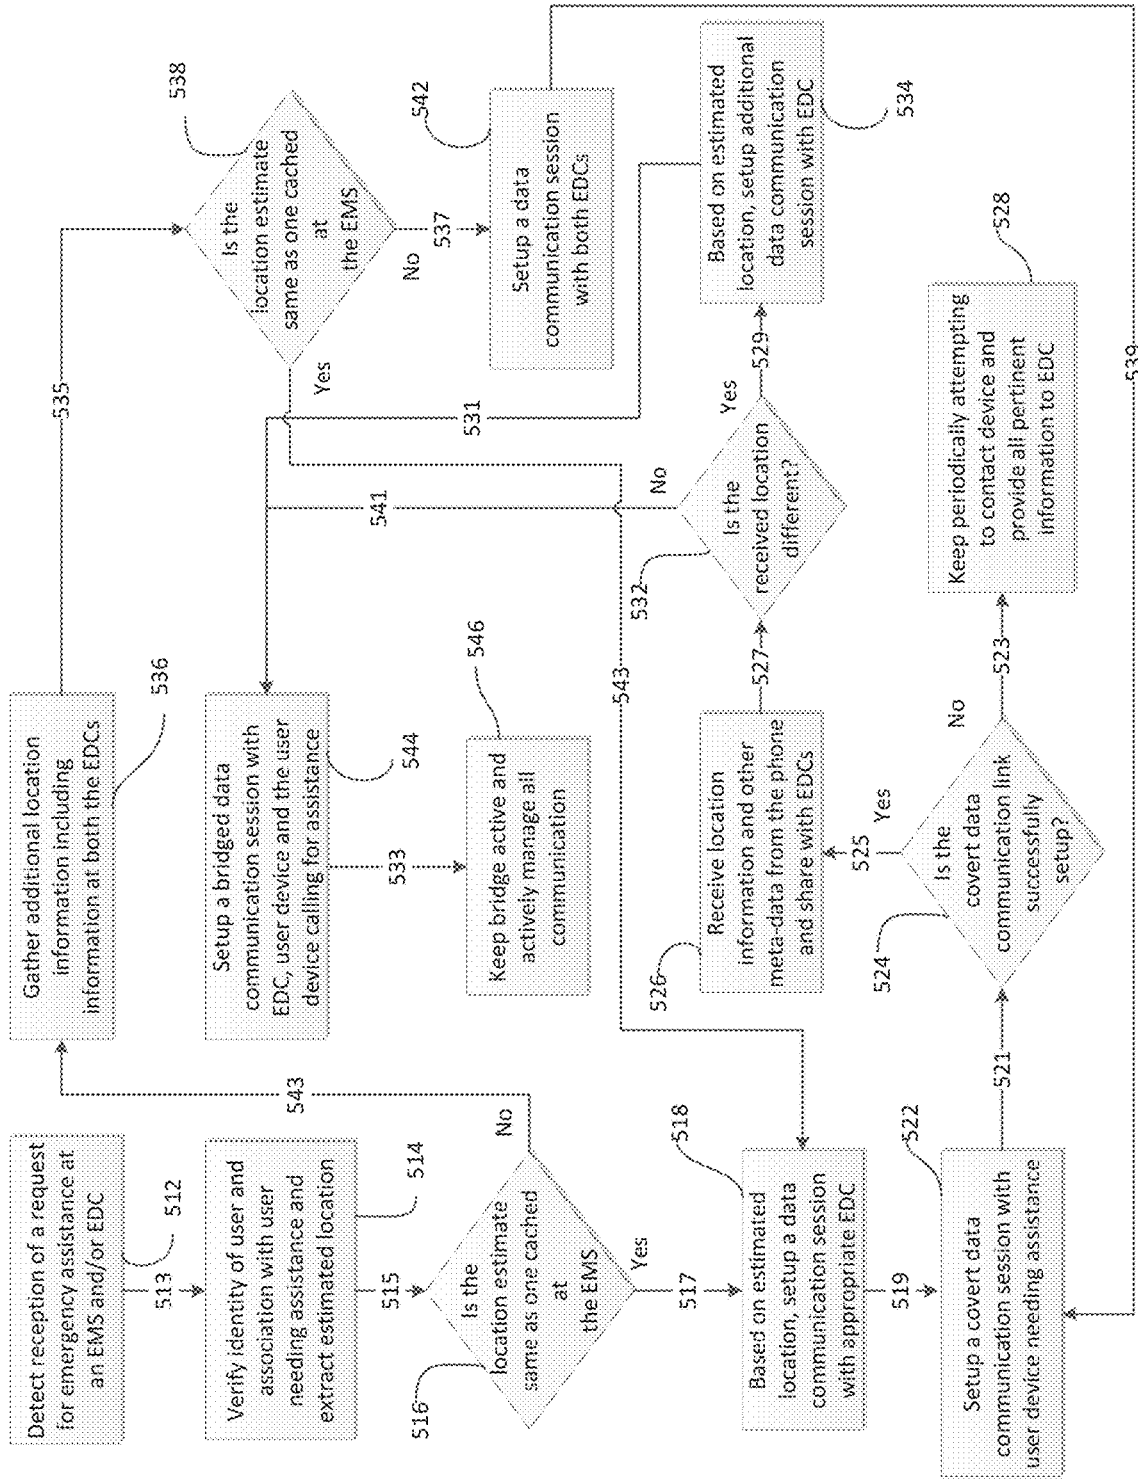 Detect reception of a request
for emergency assistance at
an EMS and/or EDC
512
513
Verify identity of user and
association with user
needing assistance and
extract estimated location
514
515
Is the
location estimate
same as one cached
at
the EMS
516
No
543
Yes
517
Based on estimated
location, setup a data
communication session
with appropriate EDC
518
519
Setup a covert data
communication session with
user device needing assistance
522
521
Gather additional location
information including
information at both the EDCs
536
535
Setup a bridged data
communication session with
EDC, user device and the user
device calling for assistance
544
533
Keep bridge active and
actively manage all
communication
546
543
Receive location
information and other
meta-data from the phone
and share with EDCs
526
525
Yes
Is the
covert data
communication link
successfully
setup?
524
No
523
527
Is the
received location
different?
532
No
541
Yes
529
531
Is the
location estimate
same as one cached
at
the EMS
538
Yes
No
537
Setup a data
communication session
with both EDCs
542
Based on estimated
location, setup additional
data communication
session with EDC
534
Keep periodically attempting
to contact device and
provide all pertinent
information to EDC
528
539